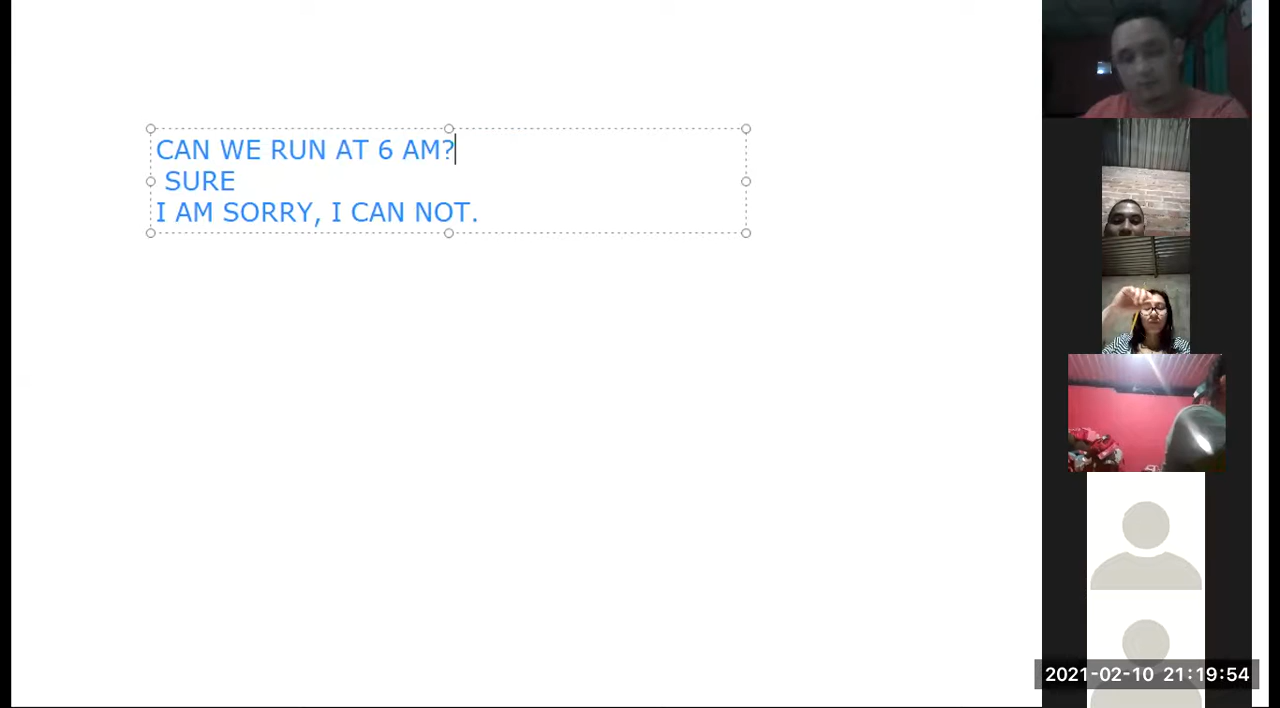 CAN WE RUN AT 6 AM?
SURE
I AM SORRY, I CAN NOT.
2021-02-10 21:19:54